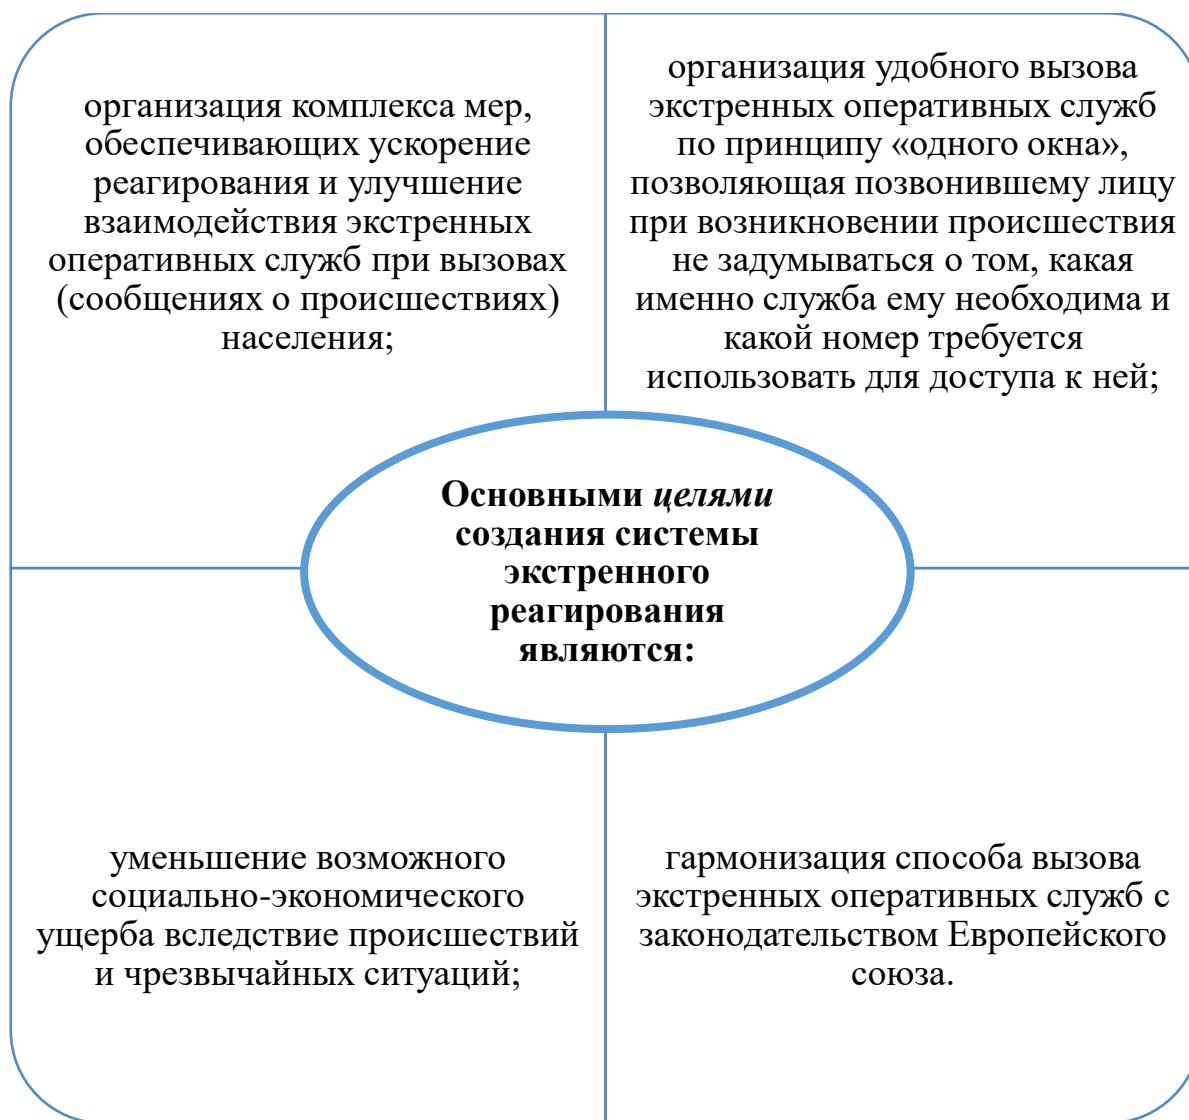 организация комплекса мер,
обеспечивающих ускорение
реагирования и улучшение
взаимодействия экстренных
оперативных служб при вызовах
(сообщениях о происшествиях)
населения;
организация удобного вызова
экстренных оперативных служб
по принципу «одного окна»,
позволяющая позвонившему лицу
при возникновении происшествия
не задумываться о том, какая
именно служба ему необходима и
какой номер требуется
использовать для доступа к ней;
Основными целями
создания системы
экстренного
реагирования
являются:
уменьшение возможного
социально-экономического
ущерба вследствие происшествий
и чрезвычайных ситуаций;
гармонизация способа вызова
экстренных оперативных служб с
законодательством Европейского
союза.